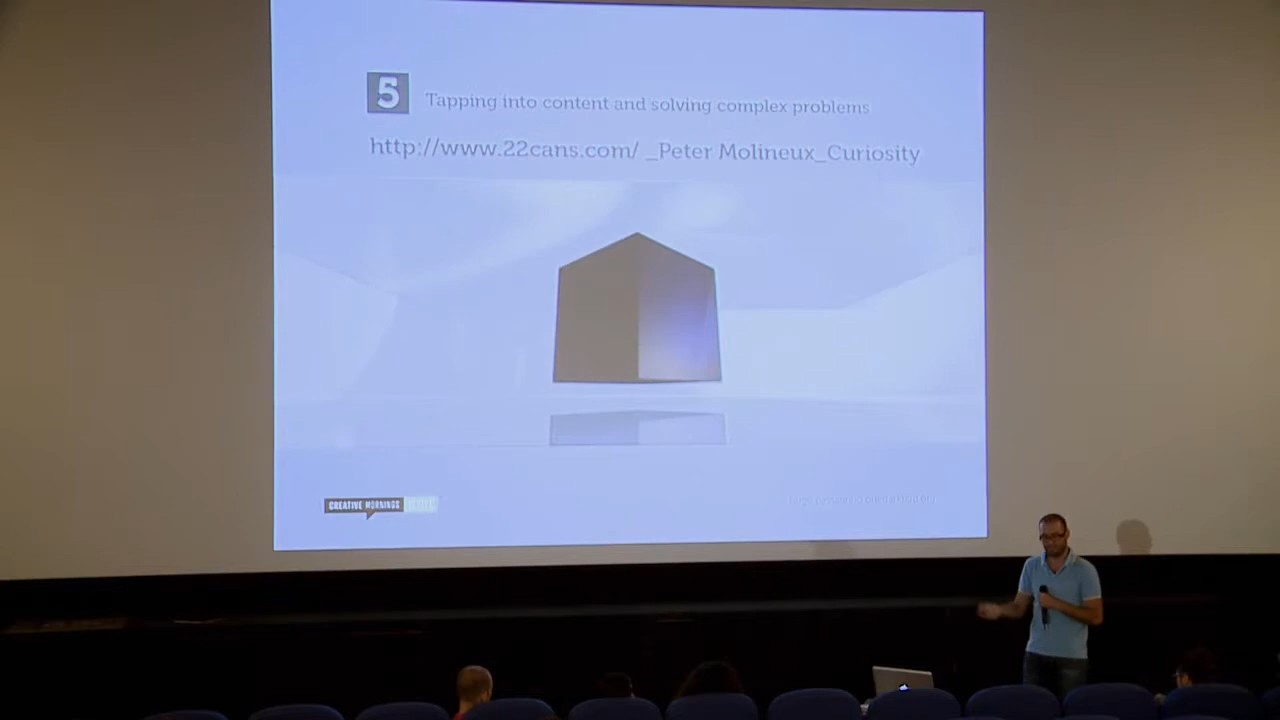 5 Tapping into content and solving complex problems
http://www.22cans.com/ _Peter Molineux_Curiosity
CREATIVE MORNINGS